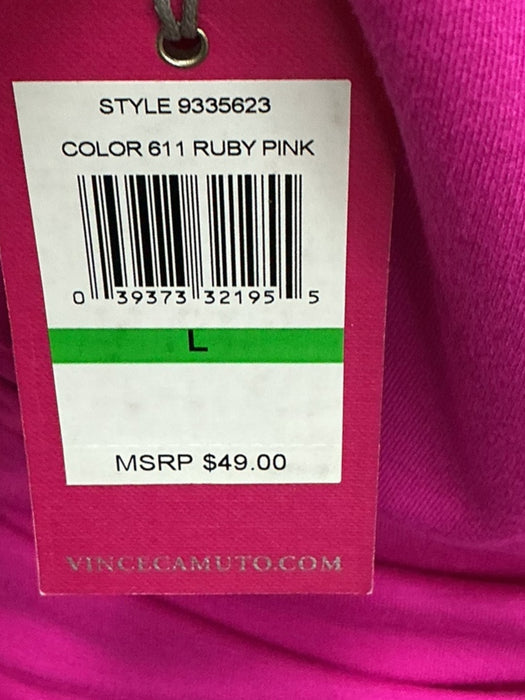 STYLE 9335623
COLOR 611 RUBY PINK
0 39373 32195 5
L
MSRP $49.00
VINCECAMUTO.COM